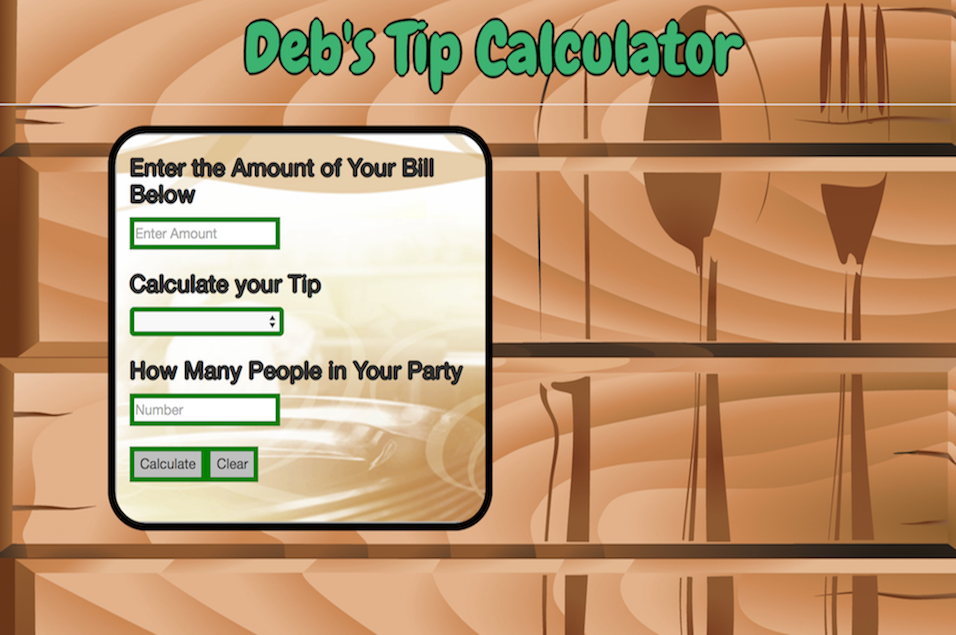 Deb's Tip Calculator
Enter the Amount of Your Bill
Below
Enter Amount
Calculate your Tip
How Many People in Your Party
Number
Calculate Clear